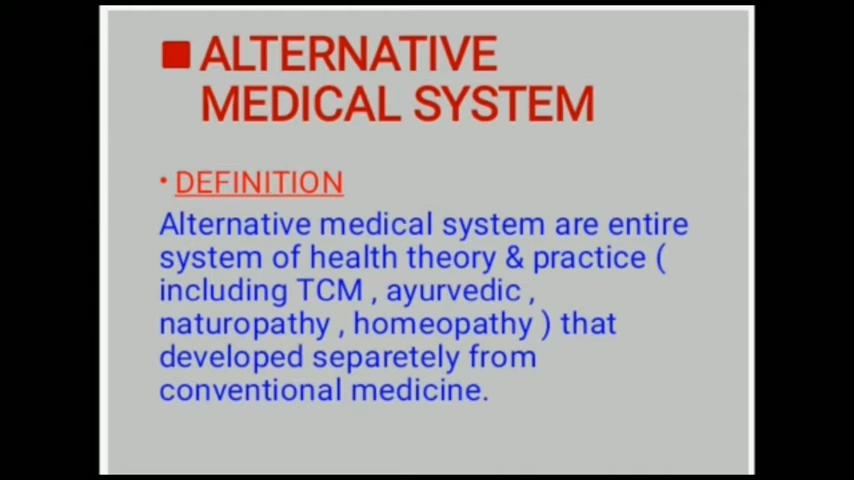 ■ ALTERNATIVE
MEDICAL SYSTEM
• DEFINITION
Alternative medical system are entire
system of health theory & practice (
including TCM , ayurvedic ,
naturopathy , homeopathy ) that
developed separetely from
conventional medicine.